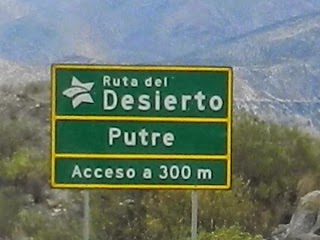 Ruta del
Desierto
Putre
Acceso a 300 m